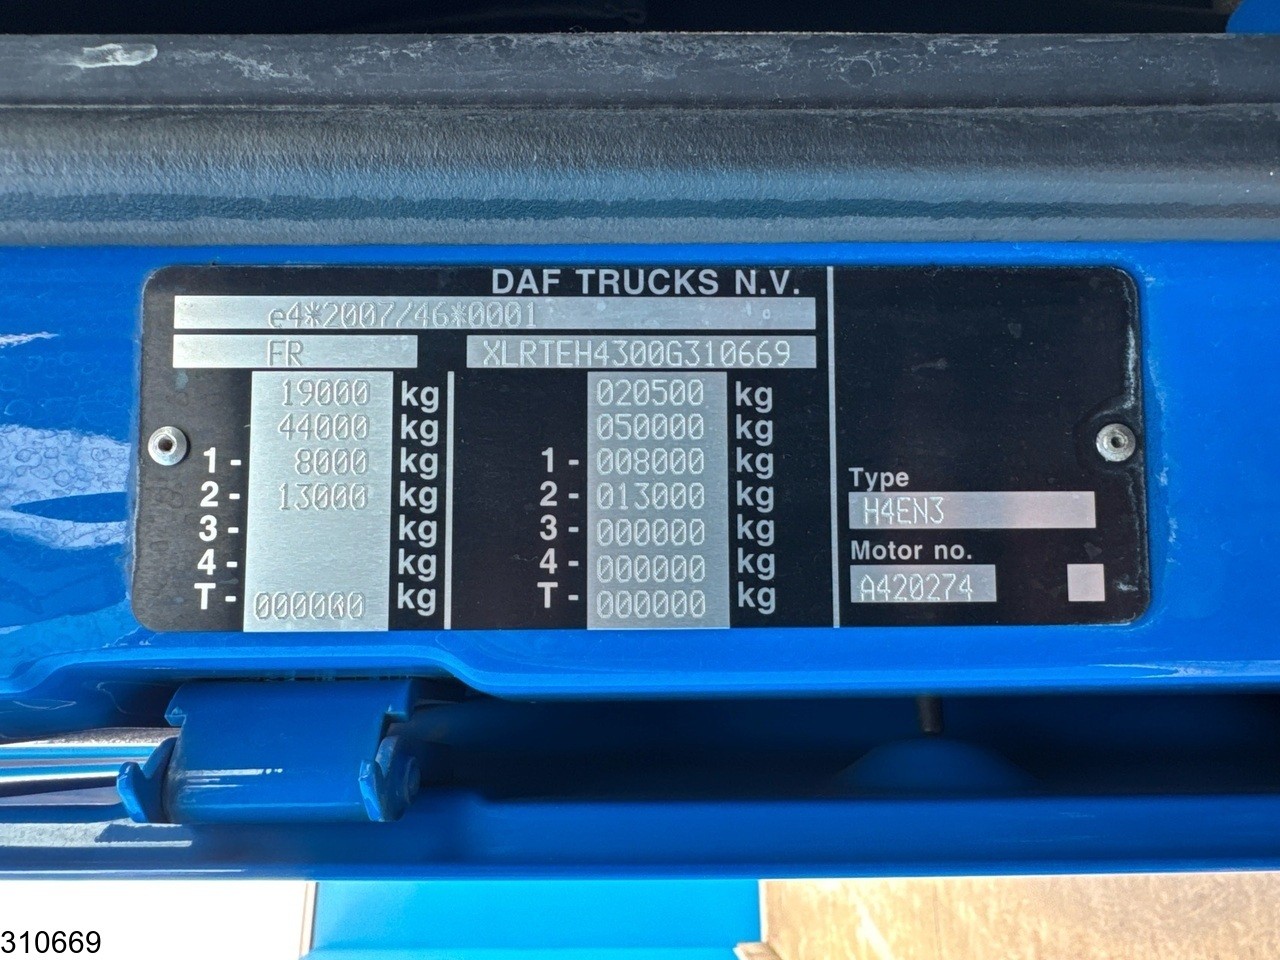 DAF TRUCKS N.V.
e4*2007/46*0001
FR XLRTEH4300G310669
19000 kg 020500 kg
44000 kg 050000 kg
1 - 8000 kg 1 - 008000 kg
2 - 13000 kg 2 - 013000 kg
3 - kg 3 - 000000 kg
4 - kg 4 - 000000 kg
T - 000000 kg T - 000000 kg
Type
H4EN3
Motor no.
A420274
310669